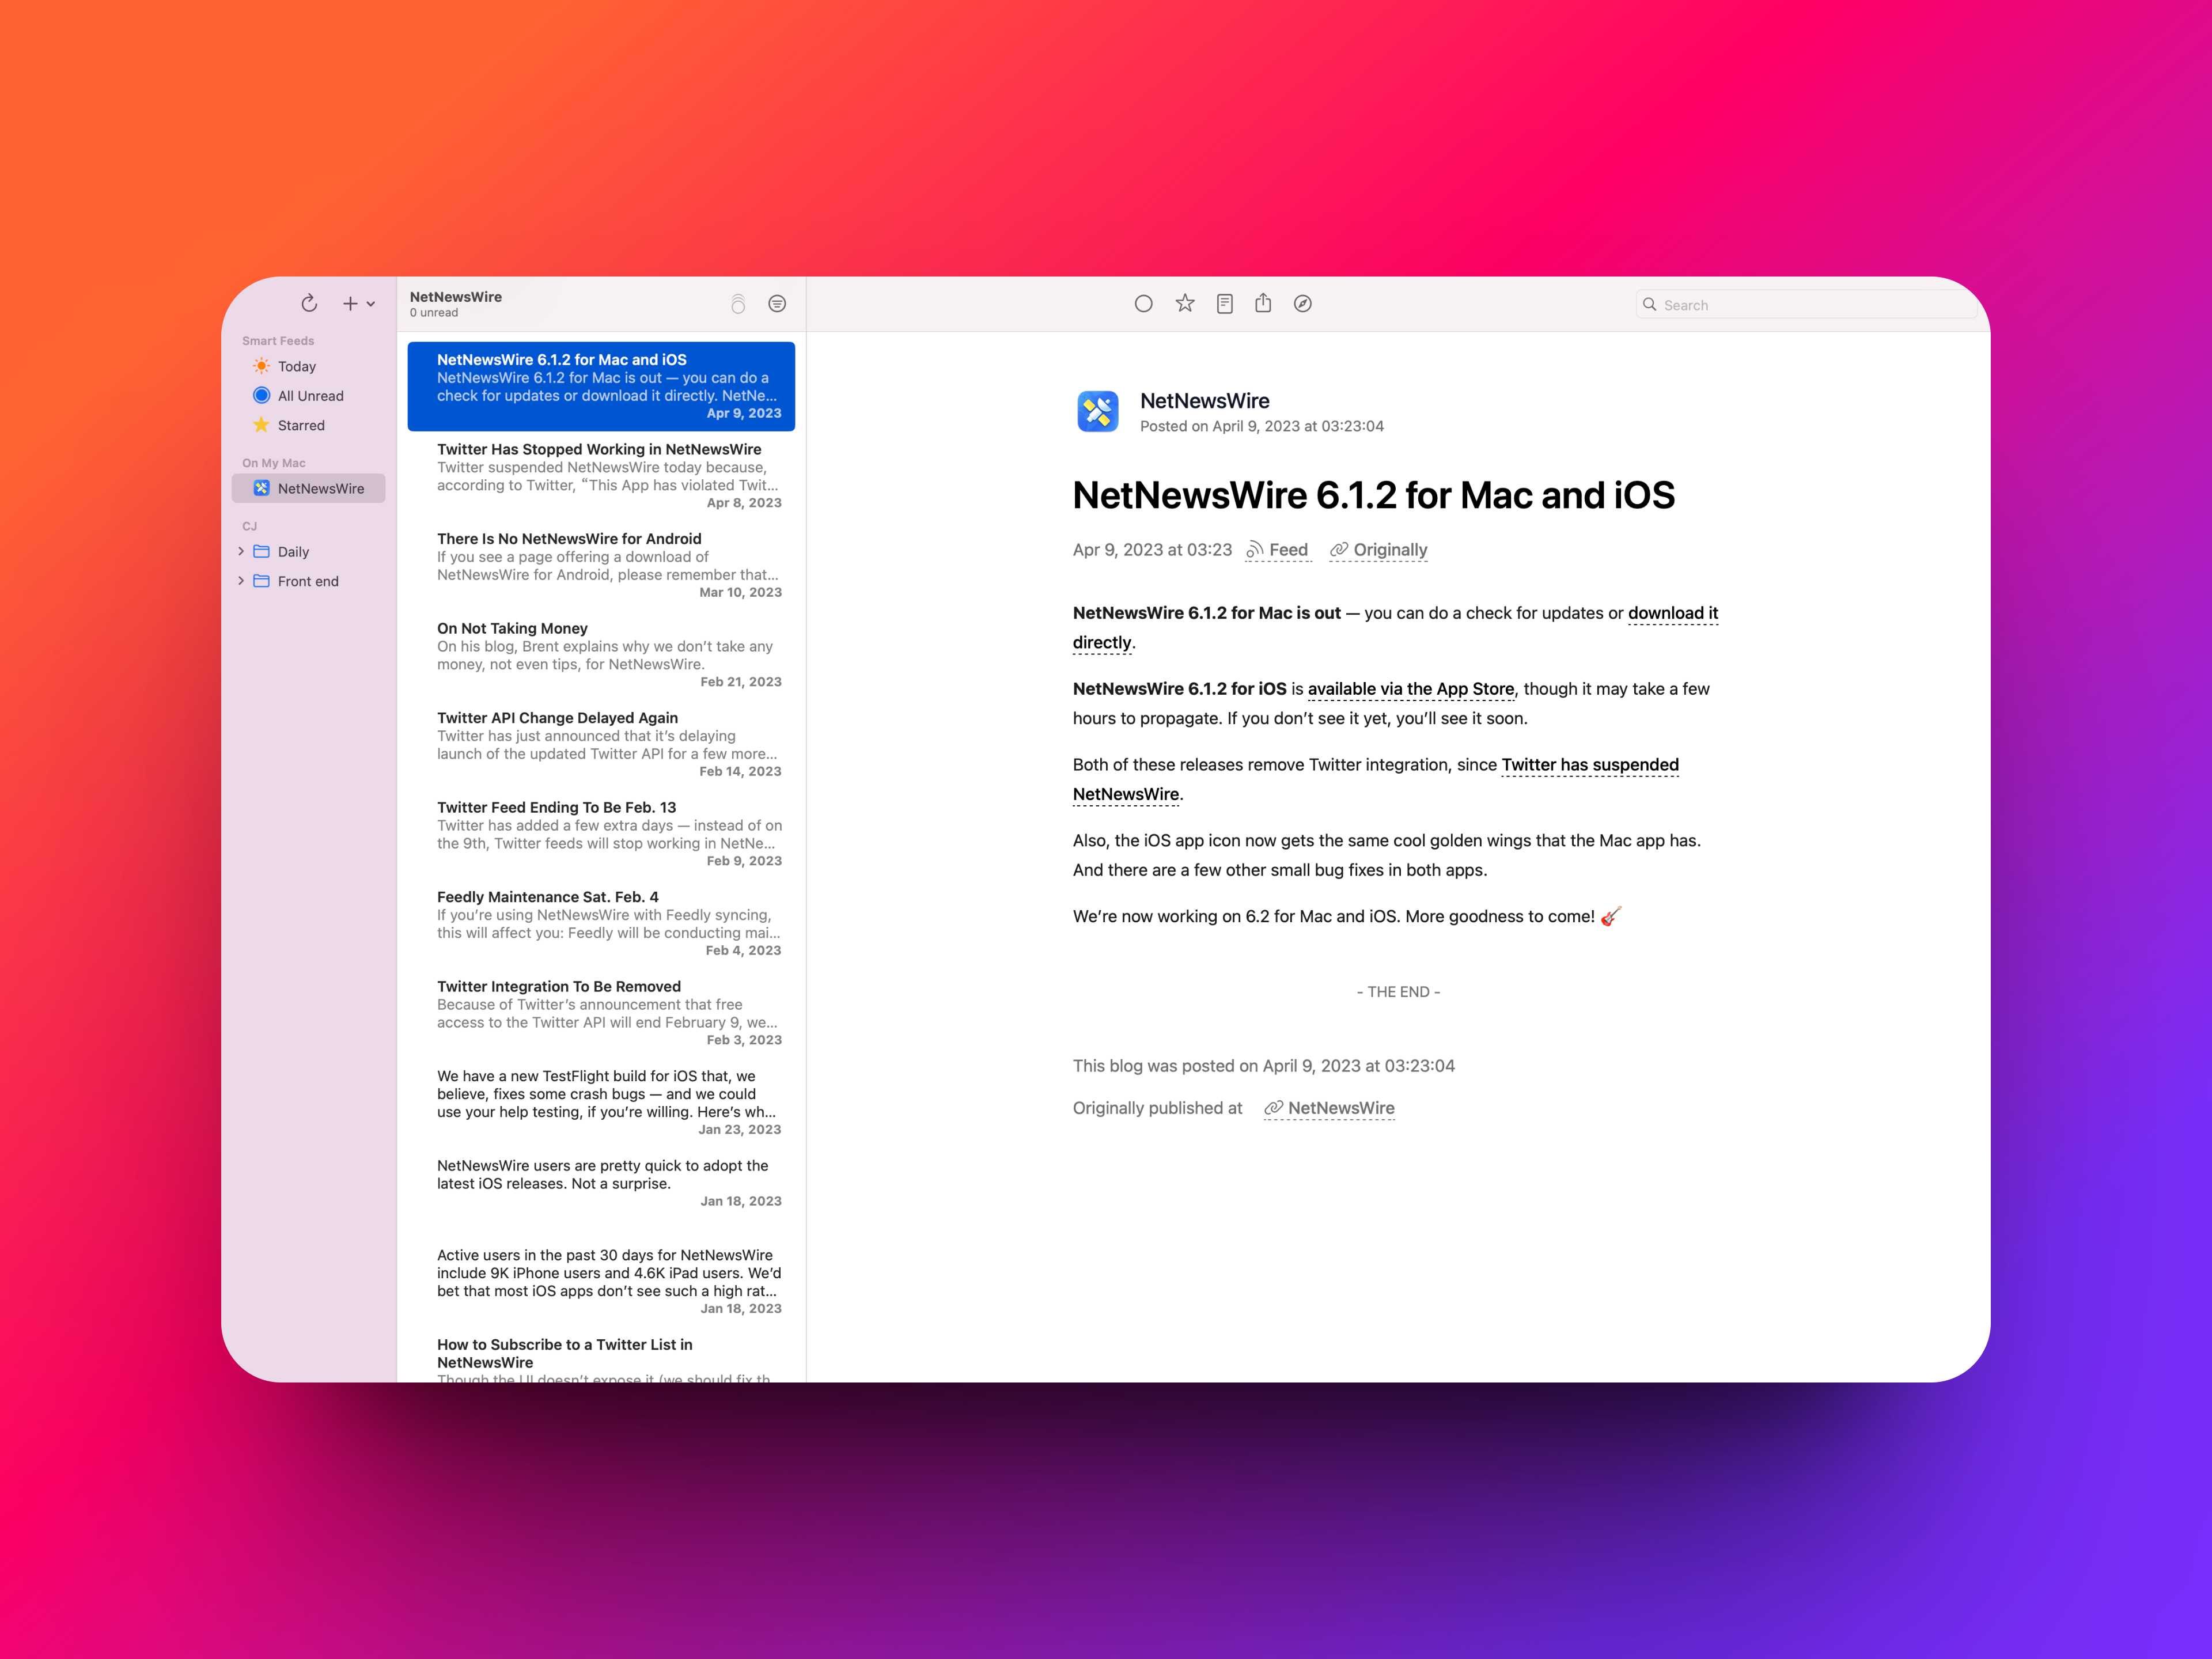 Smart Feeds
Today
All Unread
Starred
On My Mac
NetNewsWire
CJ
Daily
Front end
NetNewsWire
0 unread
NetNewsWire 6.1.2 for Mac and iOS
NetNewsWire 6.1.2 for Mac is out — you can do a
check for updates or download it directly. NetNe...
Apr 9, 2023
Twitter Has Stopped Working in NetNewsWire
Twitter suspended NetNewsWire today because,
according to Twitter, “This App has violated Twit...
Apr 8, 2023
There Is No NetNewsWire for Android
If you see a page offering a download of
NetNewsWire for Android, please remember that...
Mar 10, 2023
On Not Taking Money
On his blog, Brent explains why we don’t take any
money, not even tips, for NetNewsWire.
Feb 21, 2023
Twitter API Change Delayed Again
Twitter has just announced that it’s delaying
launch of the updated Twitter API for a few more...
Feb 14, 2023
Twitter Feed Ending To Be Feb. 13
Twitter has added a few extra days — instead of on
the 9th, Twitter feeds will stop working in NetNe...
Feb 9, 2023
Feedly Maintenance Sat. Feb. 4
If you’re using NetNewsWire with Feedly syncing,
this will affect you: Feedly will be conducting mai...
Feb 4, 2023
Twitter Integration To Be Removed
Because of Twitter’s announcement that free
access to the Twitter API will end February 9, we...
Feb 3, 2023
We have a new TestFlight build for iOS that, we
believe, fixes some crash bugs — and we could
use your help testing, if you’re willing. Here’s wh...
Jan 23, 2023
NetNewsWire users are pretty quick to adopt the
latest iOS releases. Not a surprise.
Jan 18, 2023
Active users in the past 30 days for NetNewsWire
include 9K iPhone users and 4.6K iPad users. We’d
bet that most iOS apps don’t see such a high rat...
Jan 18, 2023
How to Subscribe to a Twitter List in
NetNewsWire
Though the UI doesn’t expose it (we should fix th
Search
NetNewsWire
Posted on April 9, 2023 at 03:23:04
NetNewsWire 6.1.2 for Mac and iOS
Apr 9, 2023 at 03:23 Feed Originally
NetNewsWire 6.1.2 for Mac is out — you can do a check for updates or download it
directly.
NetNewsWire 6.1.2 for iOS is available via the App Store, though it may take a few
hours to propagate. If you don’t see it yet, you’ll see it soon.
Both of these releases remove Twitter integration, since Twitter has suspended
NetNewsWire.
Also, the iOS app icon now gets the same cool golden wings that the Mac app has.
And there are a few other small bug fixes in both apps.
We’re now working on 6.2 for Mac and iOS. More goodness to come! 🎸
- THE END -
This blog was posted on April 9, 2023 at 03:23:04
Originally published at NetNewsWire